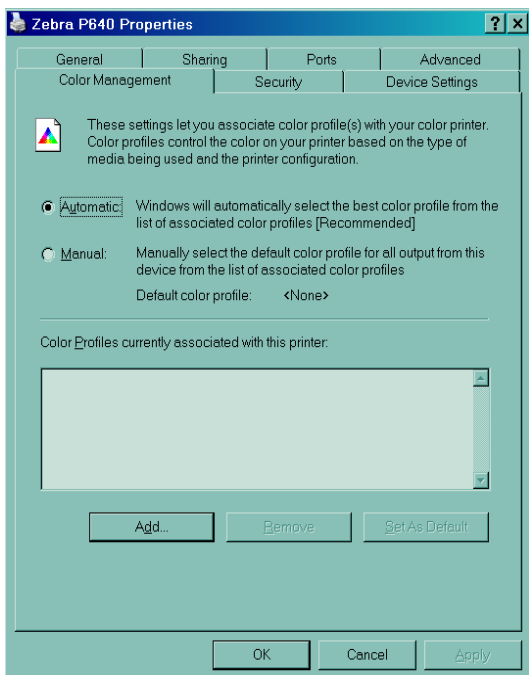 Zebra P640 Properties
General Sharing Ports Advanced
Color Management Security Device Settings
These settings let you associate color profile(s) with your color printer.
Color profiles control the color on your printer based on the type of
media being used and the printer configuration.
Automatic: Windows will automatically select the best color profile from the
list of associated color profiles [Recommended]
Manual: Manually select the default color profile for all output from this
device from the list of associated color profiles
Default color profile: <None>
Color Profiles currently associated with this printer:
Add... Remove Set As Default
OK Cancel Apply